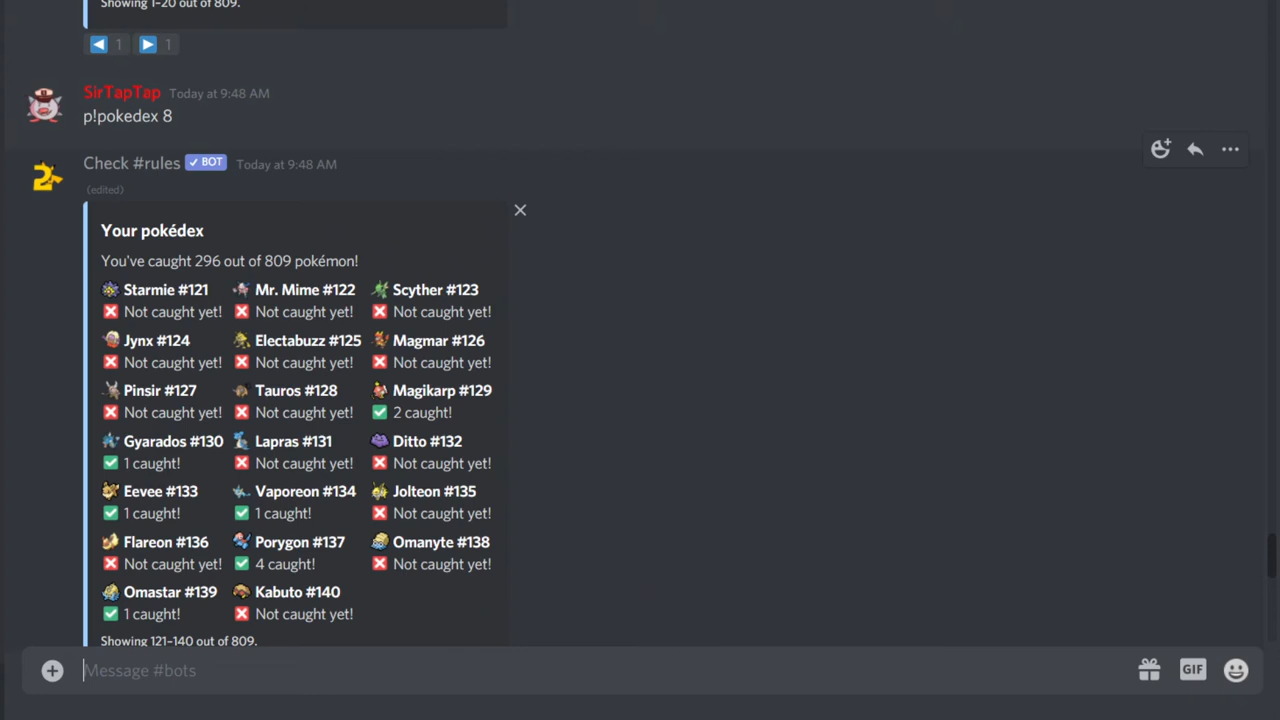 Showing 1–20 out of 809.
1 1
SirTapTap Today at 9:48 AM
p!pokedex 8
Check #rules ✓ BOT Today at 9:48 AM
(edited)
Your pokédex
You've caught 296 out of 809 pokémon!
Starmie #121 Mr. Mime #122 Scyther #123
Not caught yet! Not caught yet! Not caught yet!
Jynx #124 Electabuzz #125 Magmar #126
Not caught yet! Not caught yet! Not caught yet!
Pinsir #127 Tauros #128 Magikarp #129
Not caught yet! Not caught yet! 2 caught!
Gyarados #130 Lapras #131 Ditto #132
1 caught! Not caught yet! Not caught yet!
Eevee #133 Vaporeon #134 Jolteon #135
1 caught! 1 caught! Not caught yet!
Flareon #136 Porygon #137 Omanyte #138
Not caught yet! 4 caught! Not caught yet!
Omastar #139 Kabuto #140
1 caught! Not caught yet!
Showing 121–140 out of 809.
Message #bots GIF